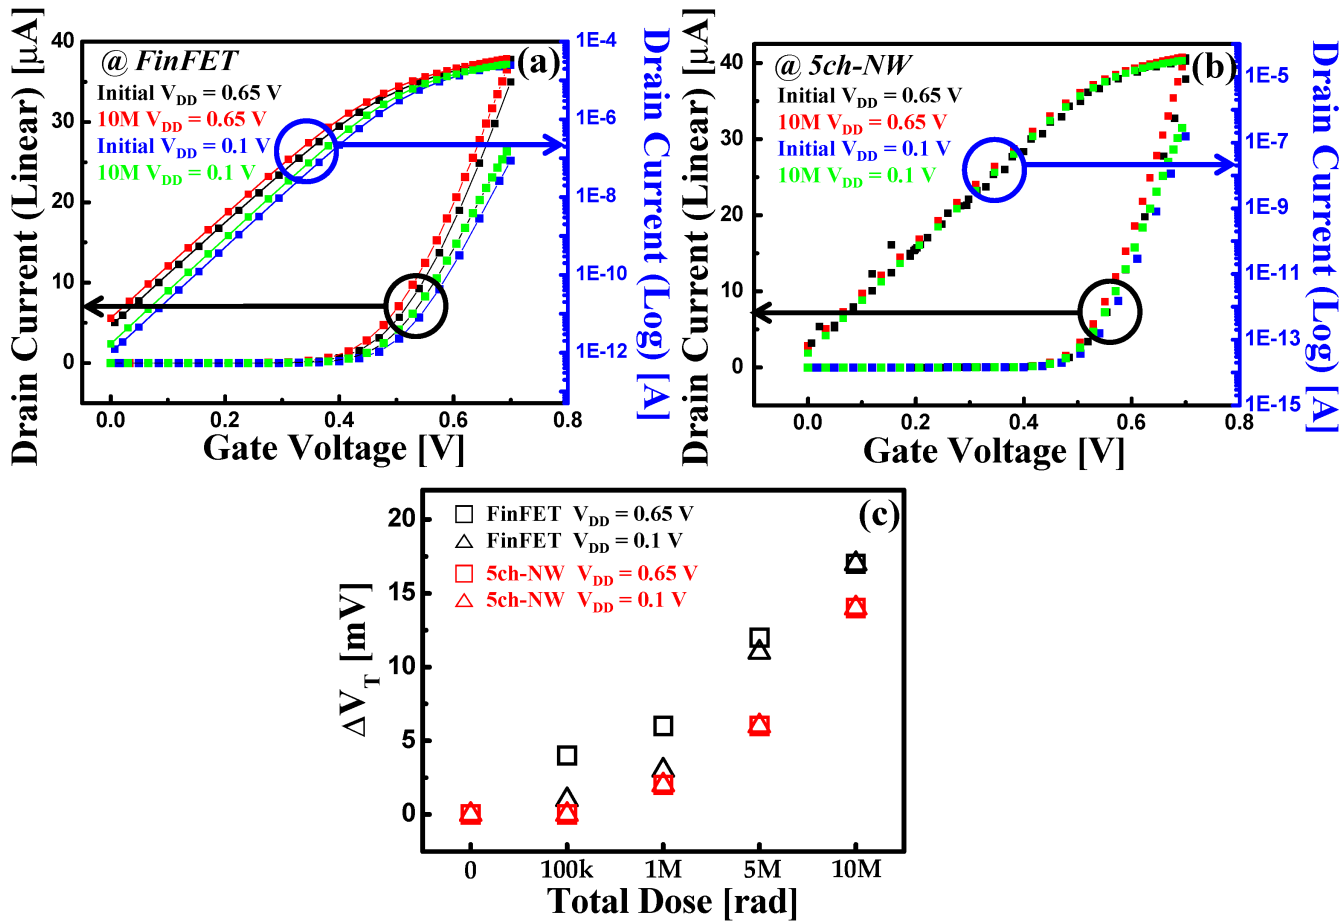 (a)
@ FinFET
Initial V_DD = 0.65 V
10M V_DD = 0.65 V
Initial V_DD = 0.1 V
10M V_DD = 0.1 V
Drain Current (Linear) [μA]
40
30
20
10
0
0.0 0.2 0.4 0.6 0.8
Gate Voltage [V]
1E-4
1E-6
1E-8
1E-10
1E-12
Drain Current (Log) [A]
(b)
@ 5ch-NW
Initial V_DD = 0.65 V
10M V_DD = 0.65 V
Initial V_DD = 0.1 V
10M V_DD = 0.1 V
Drain Current (Linear) [μA]
40
30
20
10
0
0.0 0.2 0.4 0.6 0.8
Gate Voltage [V]
1E-5
1E-7
1E-9
1E-11
1E-13
1E-15
Drain Current (Log) [A]
(c)
FinFET V_DD = 0.65 V
FinFET V_DD = 0.1 V
5ch-NW V_DD = 0.65 V
5ch-NW V_DD = 0.1 V
ΔV_T [mV]
20
15
10
5
0
0 100k 1M 5M 10M
Total Dose [rad]